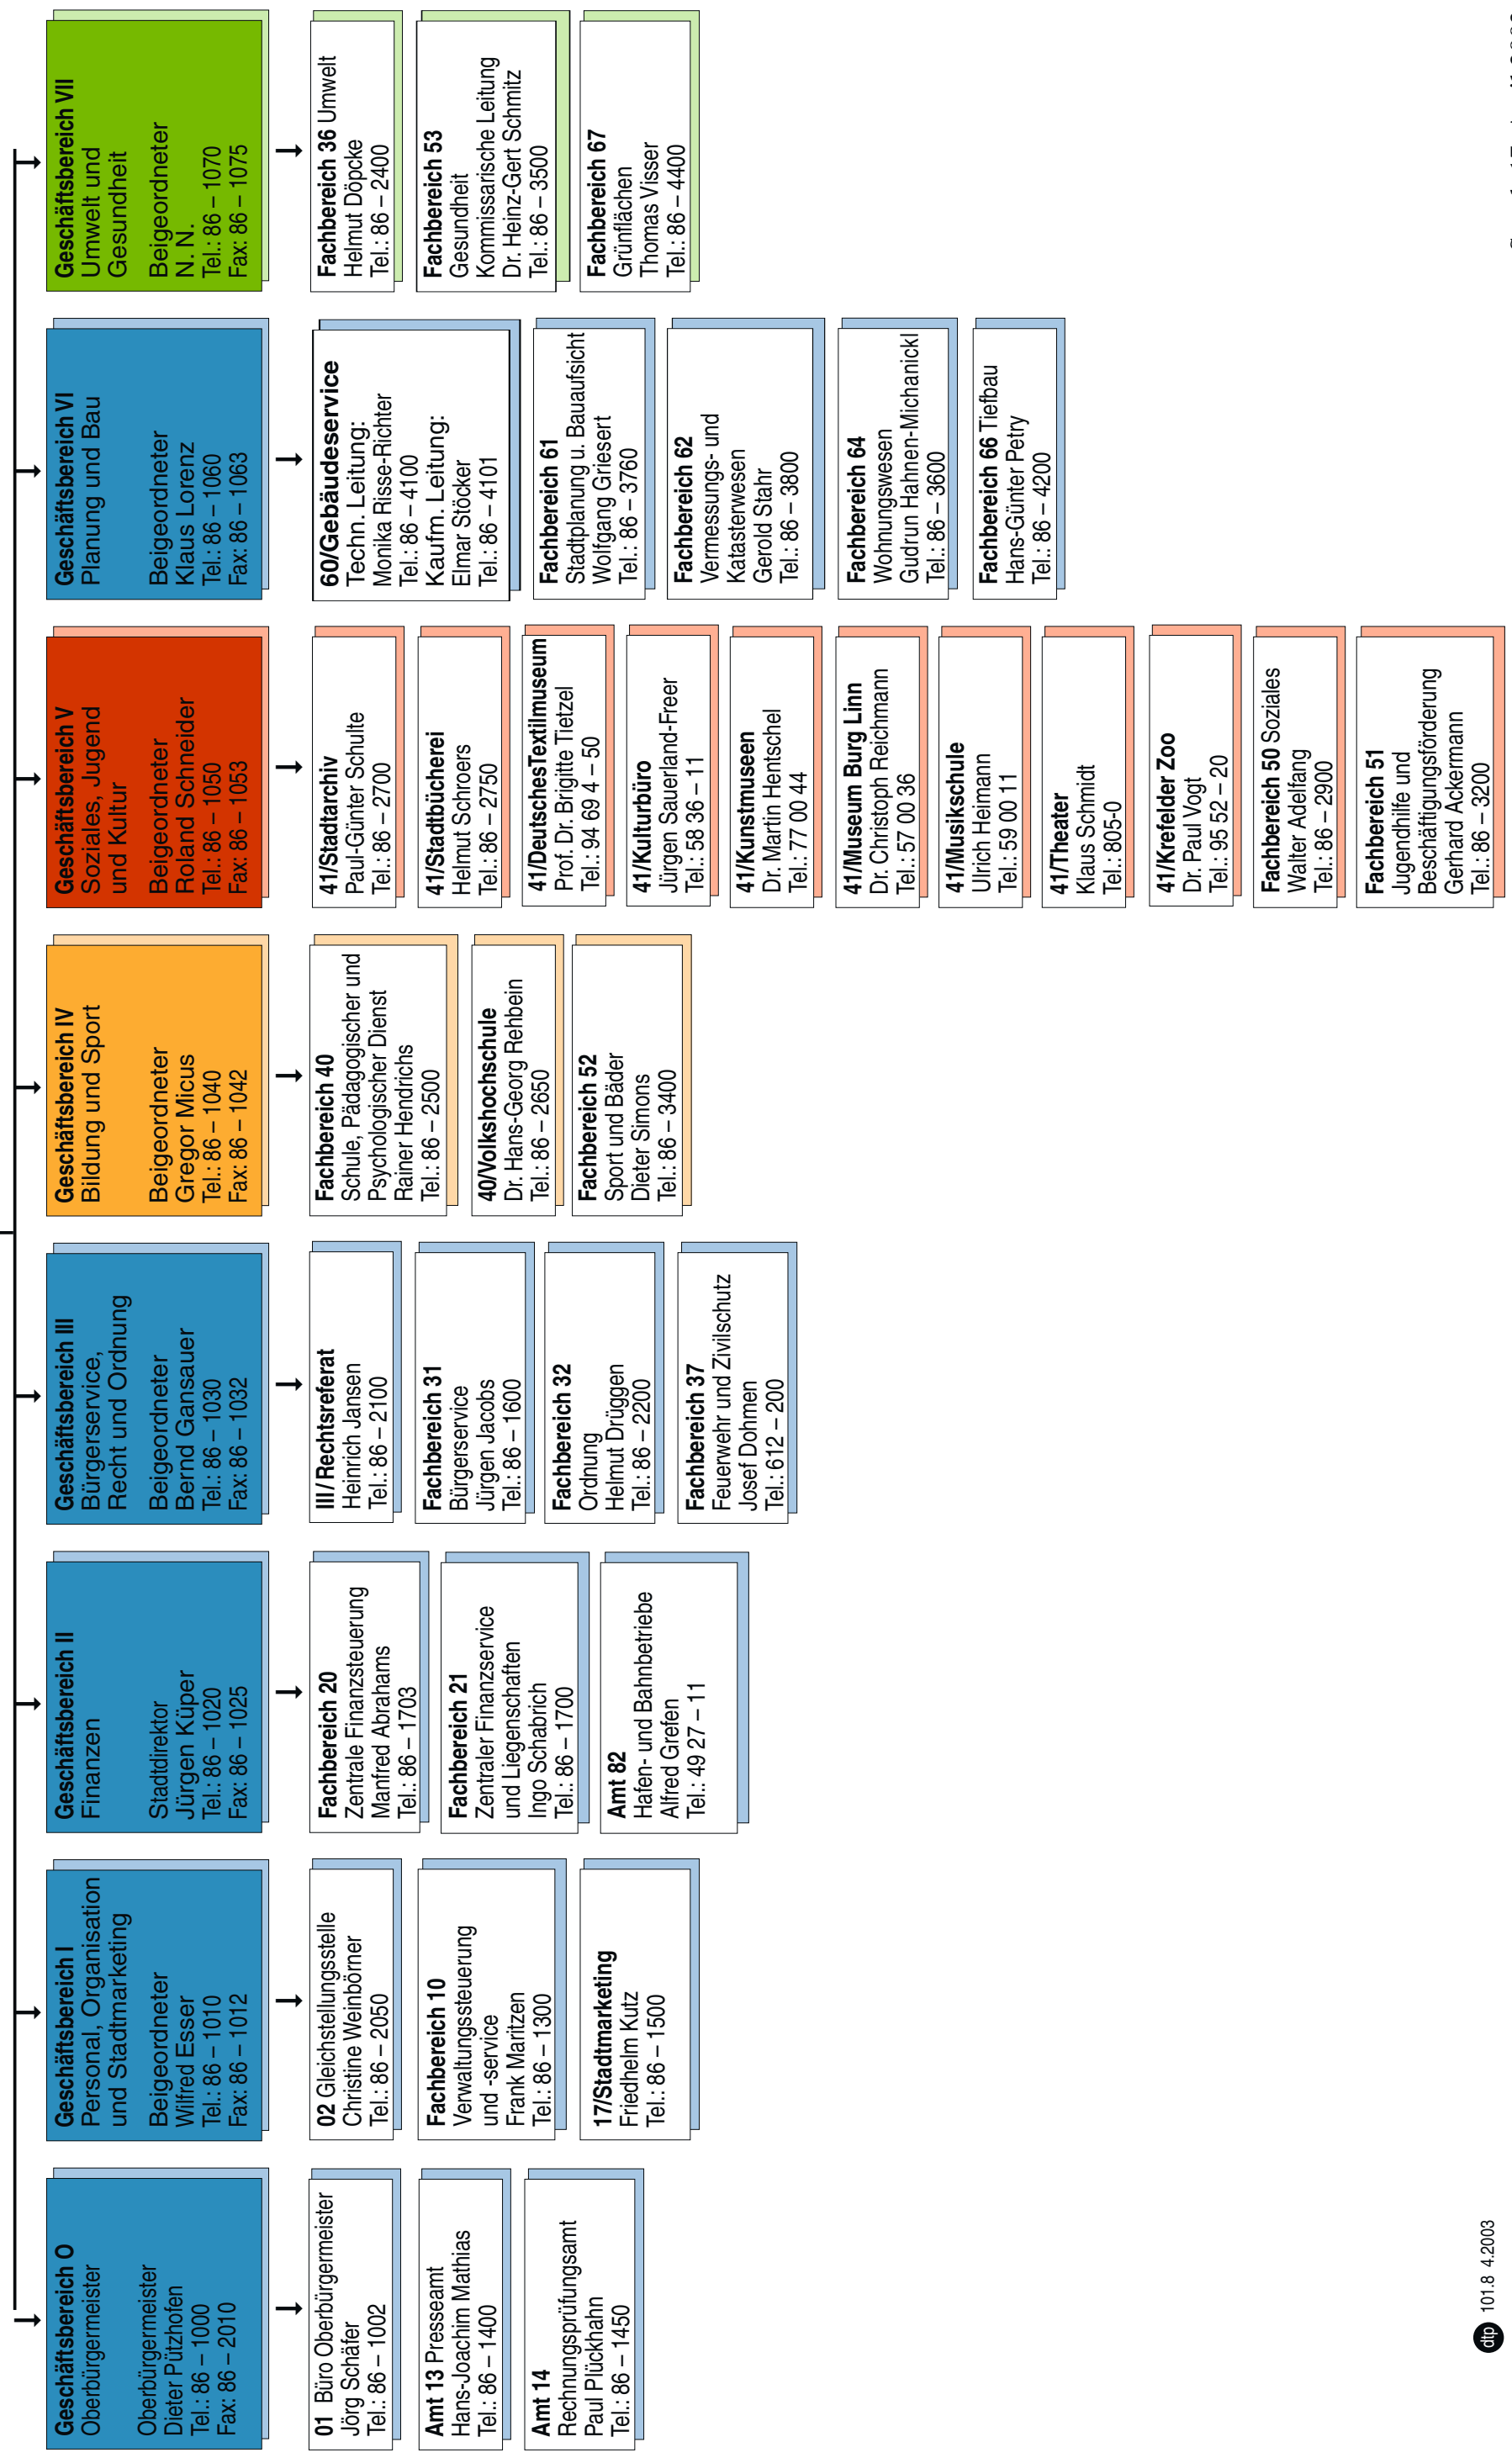 Geschäftsbereich O
Oberbürgermeister
Oberbürgermeister
Dieter Pützhofen
Tel.: 86 – 1000
Fax: 86 – 2010
01 Büro Oberbürgermeister
Jörg Schäfer
Tel.: 86 – 1002
Amt 13 Presseamt
Hans-Joachim Mathias
Tel.: 86 – 1400
Amt 14
Rechnungsprüfungsamt
Paul Plückhahn
Tel.: 86 – 1450
Geschäftsbereich I
Personal, Organisation
und Stadtmarketing
Beigeordneter
Wilfred Esser
Tel.: 86 – 1010
Fax: 86 – 1012
02 Gleichstellungsstelle
Christine Weinbörner
Tel.: 86 – 2050
Fachbereich 10
Verwaltungssteuerung
und -service
Frank Maritzen
Tel.: 86 – 1300
17/Stadtmarketing
Friedhelm Kutz
Tel.: 86 – 1500
Geschäftsbereich II
Finanzen
Stadtdirektor
Jürgen Küper
Tel.: 86 – 1020
Fax: 86 – 1025
Fachbereich 20
Zentrale Finanzsteuerung
Manfred Abrahams
Tel.: 86 – 1703
Fachbereich 21
Zentraler Finanzservice
und Liegenschaften
Ingo Schabrich
Tel.: 86 – 1700
Amt 82
Hafen- und Bahnbetriebe
Alfred Grefen
Tel.: 49 27 – 11
Geschäftsbereich III
Bürgerservice,
Recht und Ordnung
Beigeordneter
Bernd Gansauer
Tel.: 86 – 1030
Fax: 86 – 1032
III/ Rechtsreferat
Heinrich Jansen
Tel.: 86 – 2100
Fachbereich 31
Bürgerservice
Jürgen Jacobs
Tel.: 86 – 1600
Fachbereich 32
Ordnung
Helmut Drüggen
Tel.: 86 – 2200
Fachbereich 37
Feuerwehr und Zivilschutz
Josef Dohmen
Tel.: 612 – 200
Geschäftsbereich IV
Bildung und Sport
Beigeordneter
Gregor Micus
Tel.: 86 – 1040
Fax: 86 – 1042
Fachbereich 40
Schule, Pädagogischer und
Psychologischer Dienst
Rainer Hendrichs
Tel.: 86 – 2500
40/Volkshochschule
Dr. Hans-Georg Rehbein
Tel.: 86 – 2650
Fachbereich 52
Sport und Bäder
Dieter Simons
Tel.: 86 – 3400
Geschäftsbereich V
Soziales, Jugend
und Kultur
Beigeordneter
Roland Schneider
Tel.: 86 – 1050
Fax: 86 – 1053
41/Stadtarchiv
Paul-Günter Schulte
Tel.: 86 – 2700
41/Stadtbücherei
Helmut Schroers
Tel.: 86 – 2750
41/DeutschesTextilmuseum
Prof. Dr. Brigitte Tietzel
Tel.: 94 69 4 – 50
41/Kulturbüro
Jürgen Sauerland-Freer
Tel.: 58 36 – 11
41/Kunstmuseen
Dr. Martin Hentschel
Tel.: 77 00 44
41/Museum Burg Linn
Dr. Christoph Reichmann
Tel.: 57 00 36
41/Musikschule
Ulrich Heimann
Tel.: 59 00 11
41/Theater
Klaus Schmidt
Tel.: 805-0
41/Krefelder Zoo
Dr. Paul Vogt
Tel.: 95 52 – 20
Fachbereich 50 Soziales
Walter Adelfang
Tel.: 86 – 2900
Fachbereich 51
Jugendhilfe und
Beschäftigungsförderung
Gerhard Ackermann
Tel.: 86 – 3200
Geschäftsbereich VI
Planung und Bau
Beigeordneter
Klaus Lorenz
Tel.: 86 – 1060
Fax: 86 – 1063
60/Gebäudeservice
Techn. Leitung:
Monika Risse-Richter
Tel.: 86 – 4100
Kaufm. Leitung:
Elmar Stöcker
Tel.: 86 – 4101
Fachbereich 61
Stadtplanung u. Bauaufsicht
Wolfgang Griesert
Tel.: 86 – 3760
Fachbereich 62
Vermessungs- und
Katasterwesen
Gerold Stahr
Tel.: 86 – 3800
Fachbereich 64
Wohnungswesen
Gudrun Hahnen-Michanickl
Tel.: 86 – 3600
Fachbereich 66 Tiefbau
Hans-Günter Petry
Tel.: 86 – 4200
Geschäftsbereich VII
Umwelt und
Gesundheit
Beigeordneter
N. N.
Tel.: 86 – 1070
Fax: 86 – 1075
Fachbereich 36 Umwelt
Helmut Döpcke
Tel.: 86 – 2400
Fachbereich 53
Gesundheit
Kommissarische Leitung
Dr. Heinz-Gert Schmitz
Tel.: 86 – 3500
Fachbereich 67
Grünflächen
Thomas Visser
Tel.: 86 – 4400
dtp 101.8 4.2003